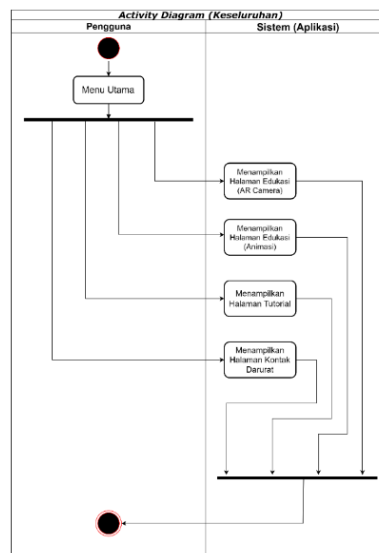 Activity Diagram (Keseluruhan)
Pengguna
Sistem (Aplikasi)
Menu Utama
Menampilkan
Halaman Edukasi
(AR Camera)
Menampilkan
Halaman Edukasi
(Animasi)
Menampilkan
Halaman Tutorial
Menampilkan
Halaman Kontak
Darurat